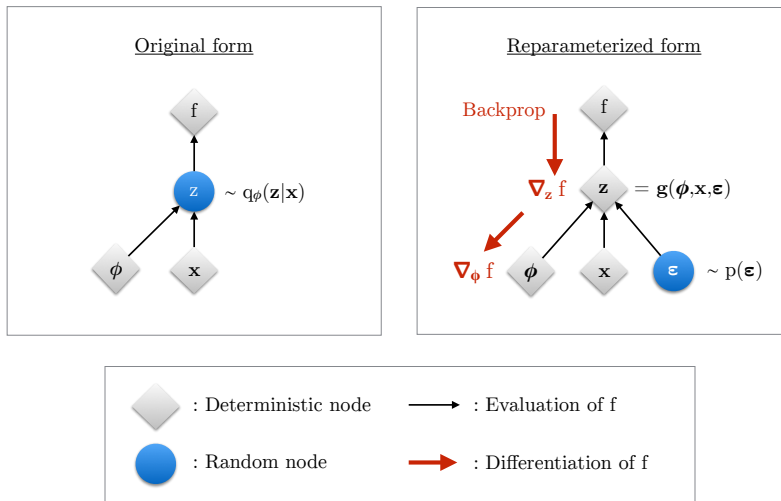 Original form
f
z ~ qϕ(z|x)
ϕ x
Reparameterized form
Backprop f
∇z f z = g(ϕ,x,ε)
∇ϕ f ϕ x ε ~ p(ε)
: Deterministic node : Evaluation of f
: Random node : Differentiation of f